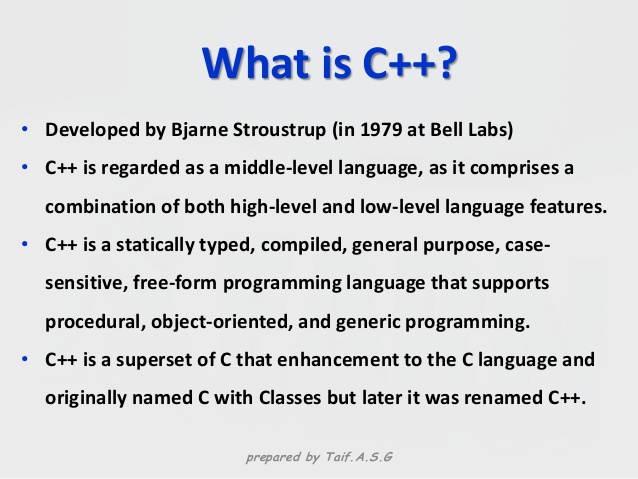 What is C++?
• Developed by Bjarne Stroustrup (in 1979 at Bell Labs)
• C++ is regarded as a middle-level language, as it comprises a
combination of both high-level and low-level language features.
• C++ is a statically typed, compiled, general purpose, case-
sensitive, free-form programming language that supports
procedural, object-oriented, and generic programming.
• C++ is a superset of C that enhancement to the C language and
originally named C with Classes but later it was renamed C++.
prepared by Taif.A.S.G